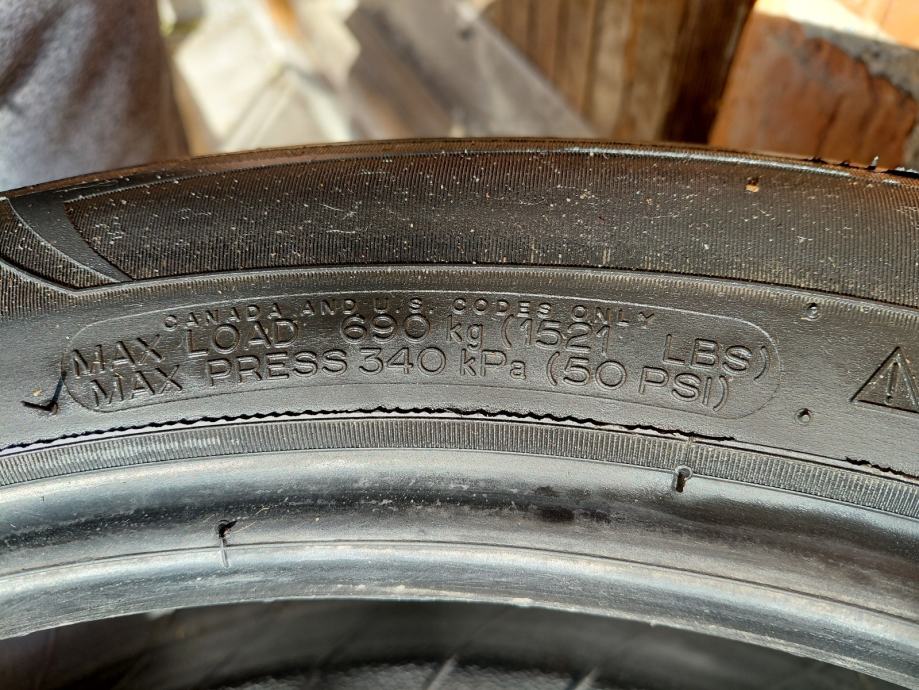 CANADA AND U.S. CODES ONLY
MAX LOAD 690 kg (1521 LBS)
MAX PRESS 340 kPa (50 PSI)